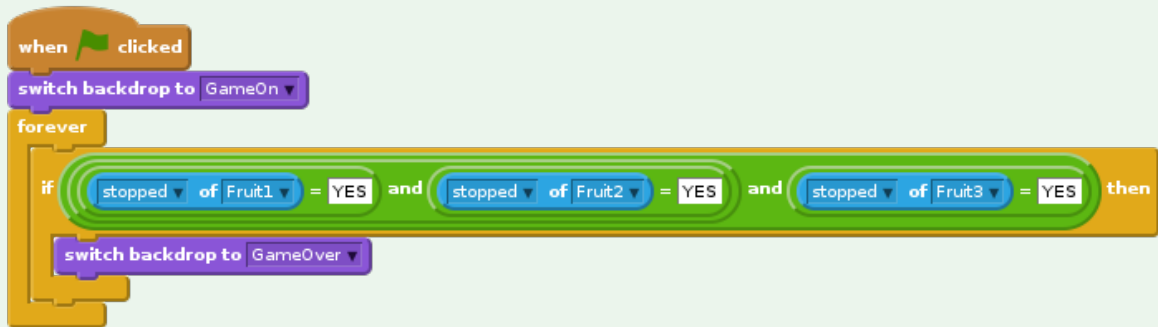 when clicked
switch backdrop to GameOn
forever
if stopped of Fruit1 = YES and stopped of Fruit2 = YES and stopped of Fruit3 = YES then
switch backdrop to GameOver